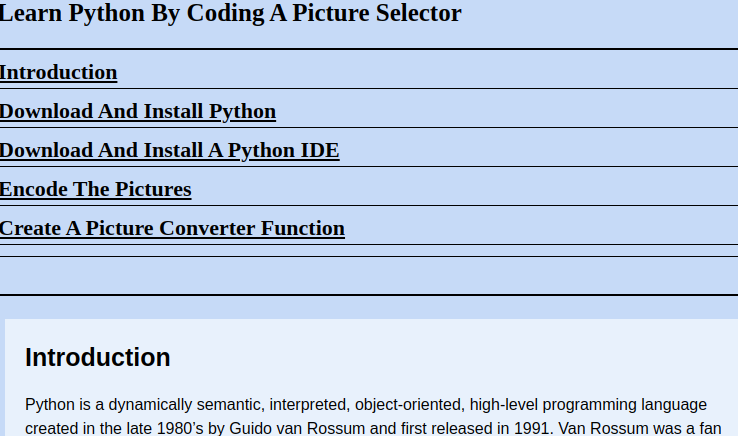 Learn Python By Coding A Picture Selector
Introduction
Download And Install Python
Download And Install A Python IDE
Encode The Pictures
Create A Picture Converter Function
Introduction
Python is a dynamically semantic, interpreted, object-oriented, high-level programming language
created in the late 1980’s by Guido van Rossum and first released in 1991. Van Rossum was a fan